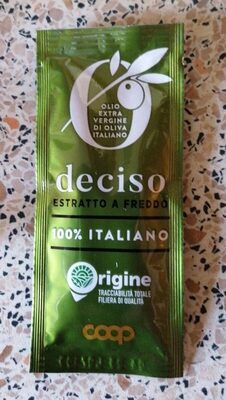 OLIO
EXTRA
VERGINE
DI OLIVA
ITALIANO
deciso
ESTRATTO A FREDDO
100% ITALIANO
Origine
TRACCIABILITÀ TOTALE
FILIERA DI QUALITÀ
coop